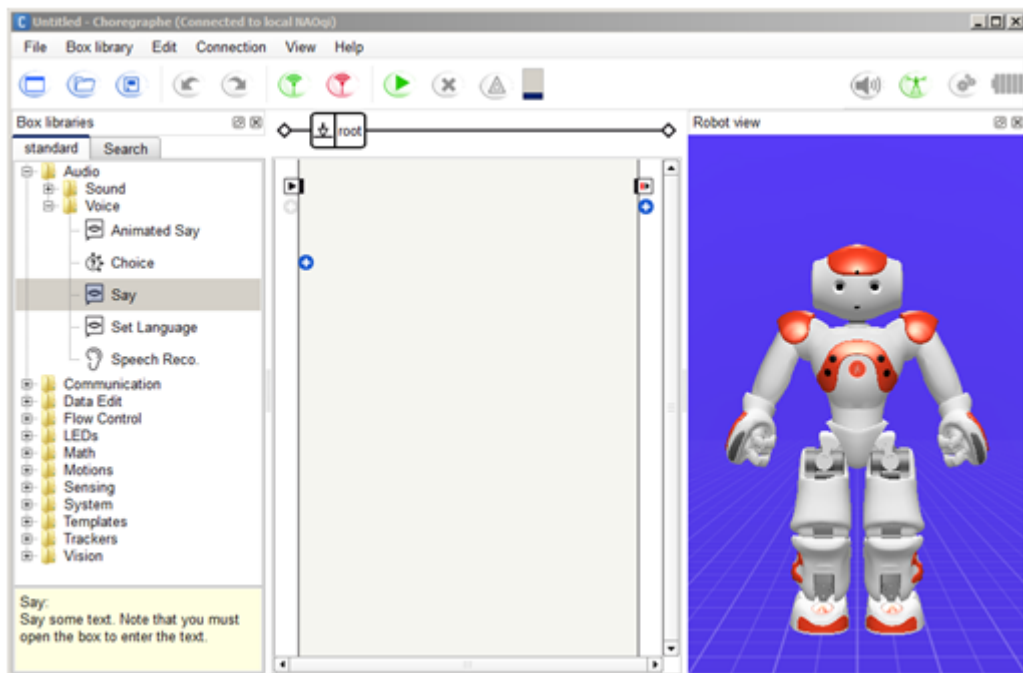 Untitled - Choregraphe (Connected to local NAOqi)
File Box library Edit Connection View Help
Box libraries
standard Search
Audio
Sound
Voice
Animated Say
Choice
Say
Set Language
Speech Reco.
Communication
Data Edit
Flow Control
LEDs
Math
Motions
Sensing
System
Templates
Trackers
Vision
Say:
Say some text. Note that you must
open the box to enter the text.
root
Robot view